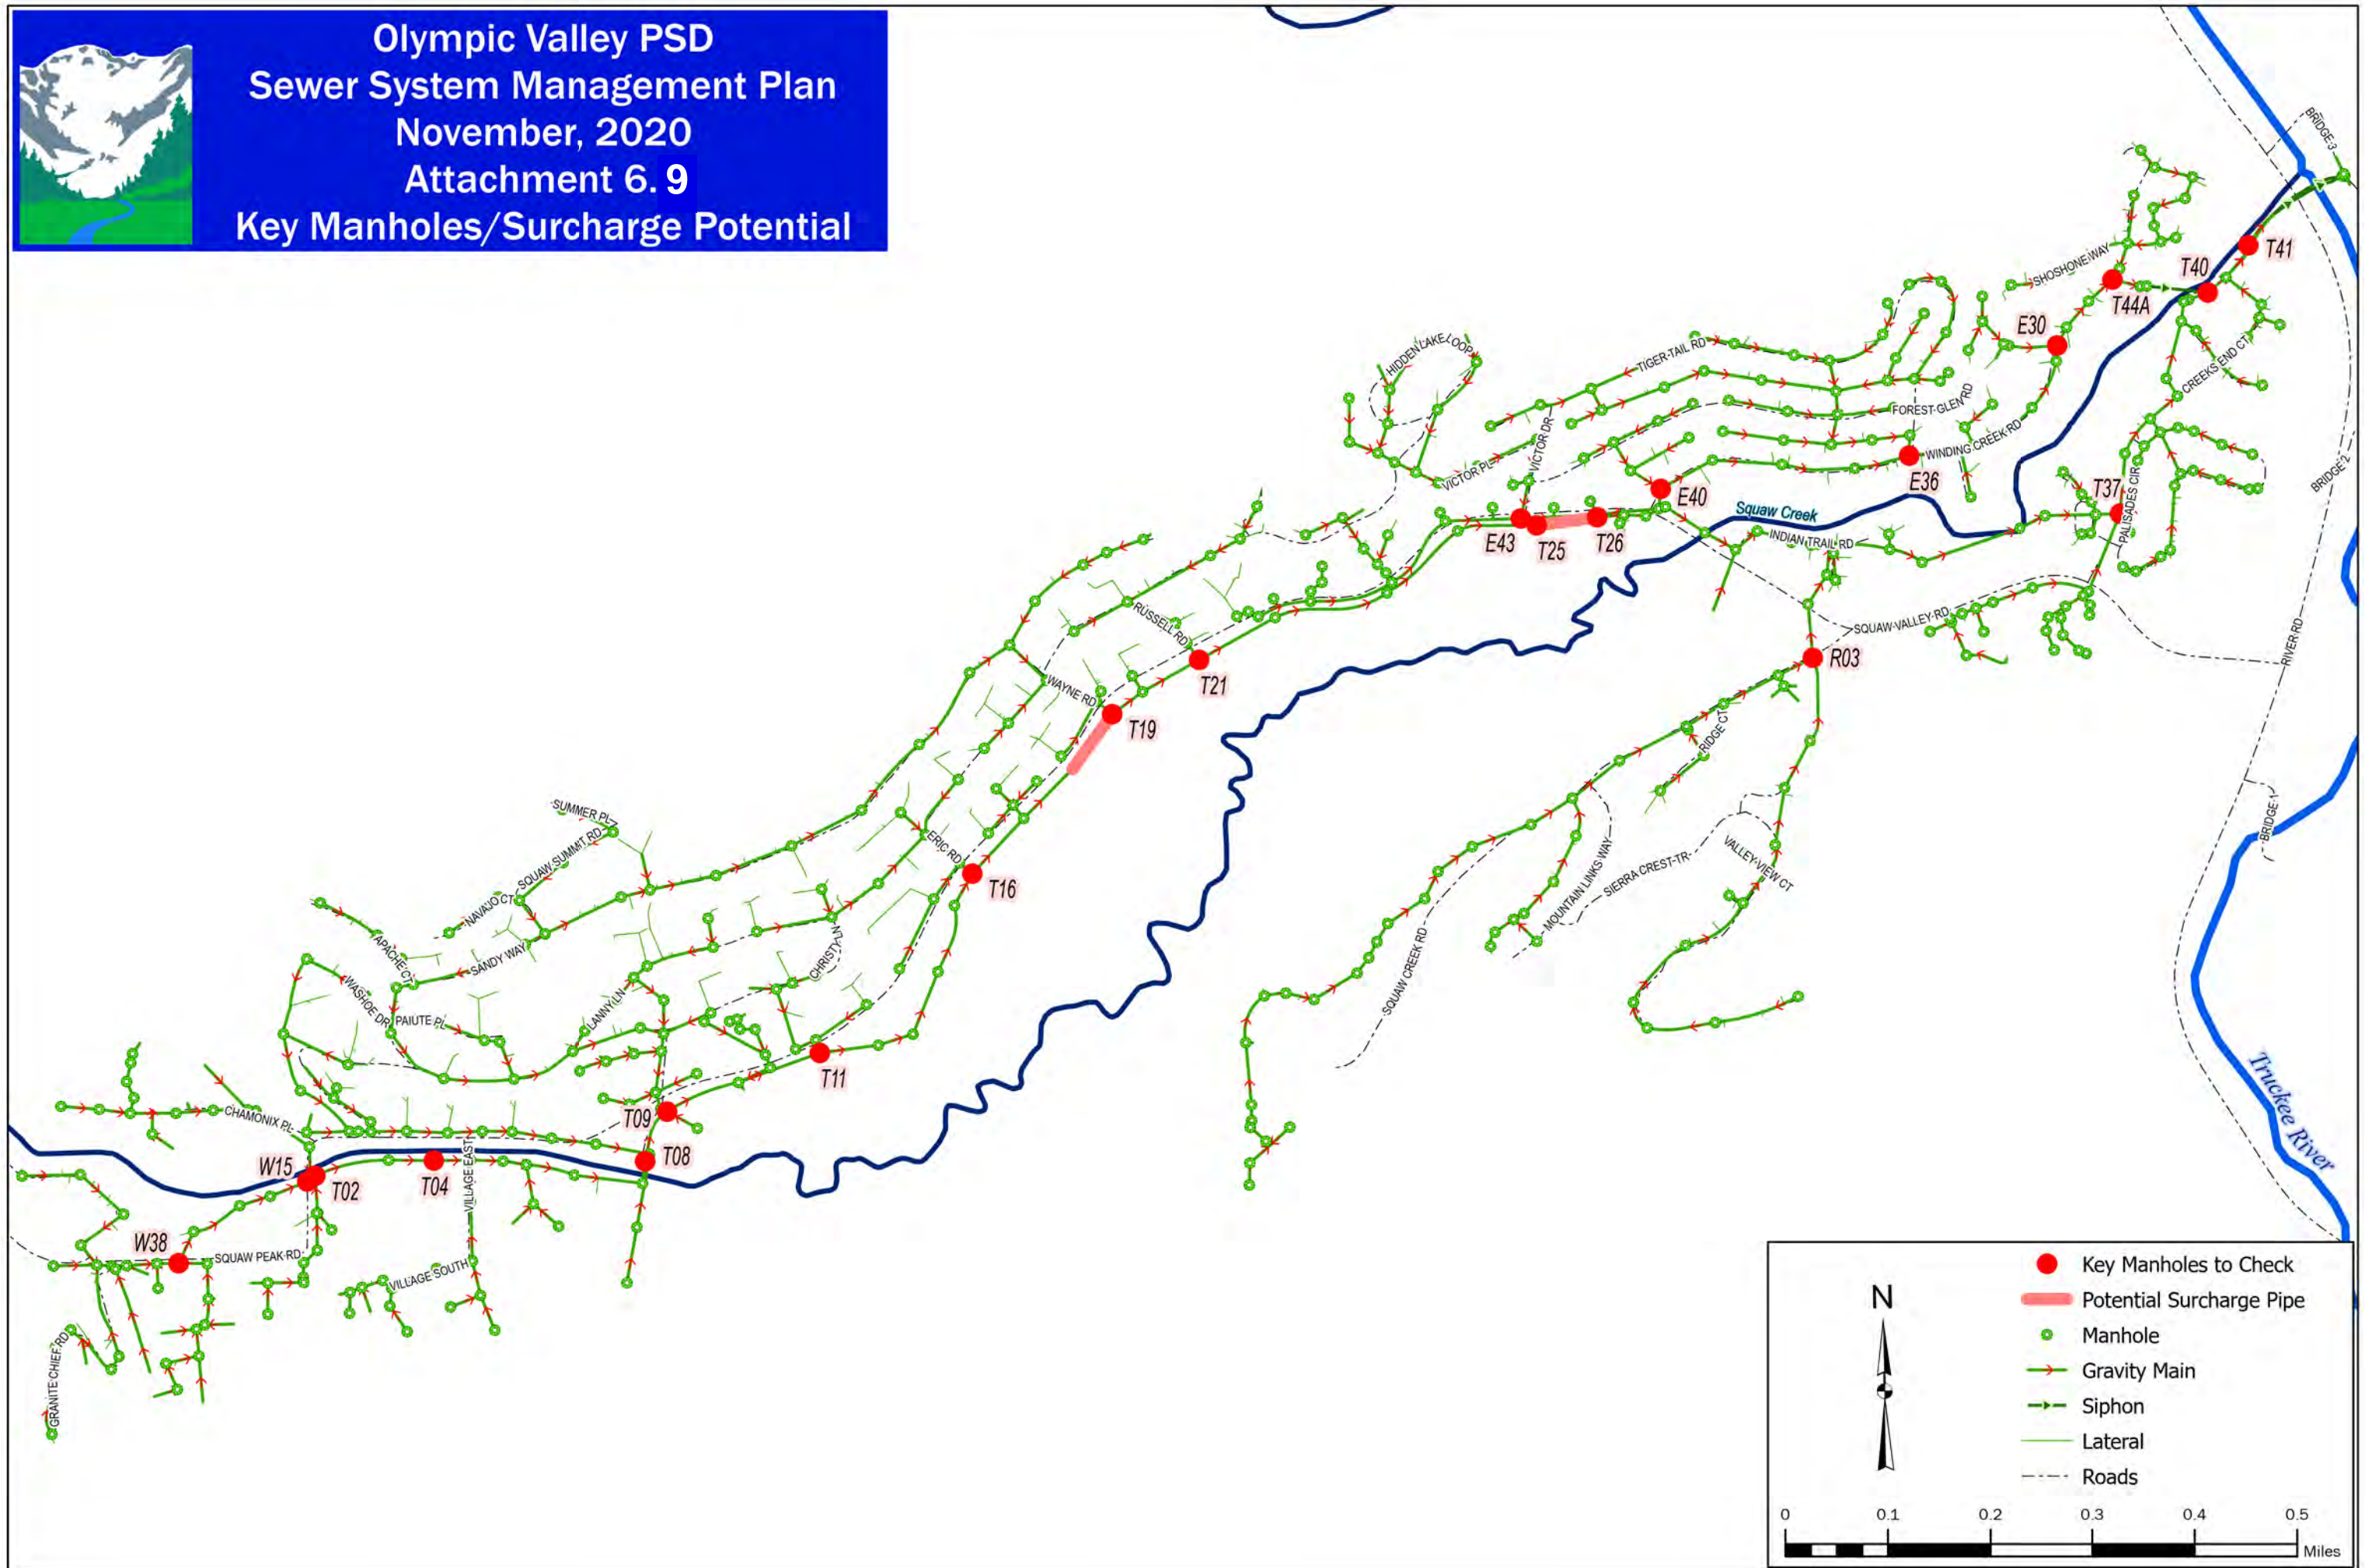 Olympic Valley PSD
Sewer System Management Plan
November, 2020
Attachment 6. 9
Key Manholes/Surcharge Potential
BRIDGE 3
T41
T40
SHOSHONE WAY
T44A
E30
HIDDEN LAKE LOOP
TIGER-TAIL RD
CREEKS END CT
FOREST-GLEN RD
VICTOR DR
WINDING CREEK RD
VICTOR PL
E36
BRIDGE 2
E40
T37
PALISADES CIR
Squaw Creek
E43
T25
T26
INDIAN TRAIL RD
RUSSELL RD
SQUAW VALLEY RD
RIVER RD
R03
T21
WAYNE RD
T19
RIDGE CT
SUMMER PL
SQUAW SUMMIT RD
BRIDGE 1
ERIC RD
T16
VALLEY VIEW CT
SIERRA CREST TR
MOUNTAIN LINKS WAY
NAVAJO CT
APACHE CT
SANDY WAY
CHRISTY LN
SQUAW CREEK RD
WASHOE DR
PAIUTE PL
LANNY LN
T11
Truckee River
CHAMONIX PL
T09
T08
W15
T02
T04
VILLAGE EAST
W38
SQUAW PEAK RD
VILLAGE SOUTH
GRANITE CHIEF RD
N
Key Manholes to Check
Potential Surcharge Pipe
Manhole
Gravity Main
Siphon
Lateral
Roads
0 0.1 0.2 0.3 0.4 0.5
Miles